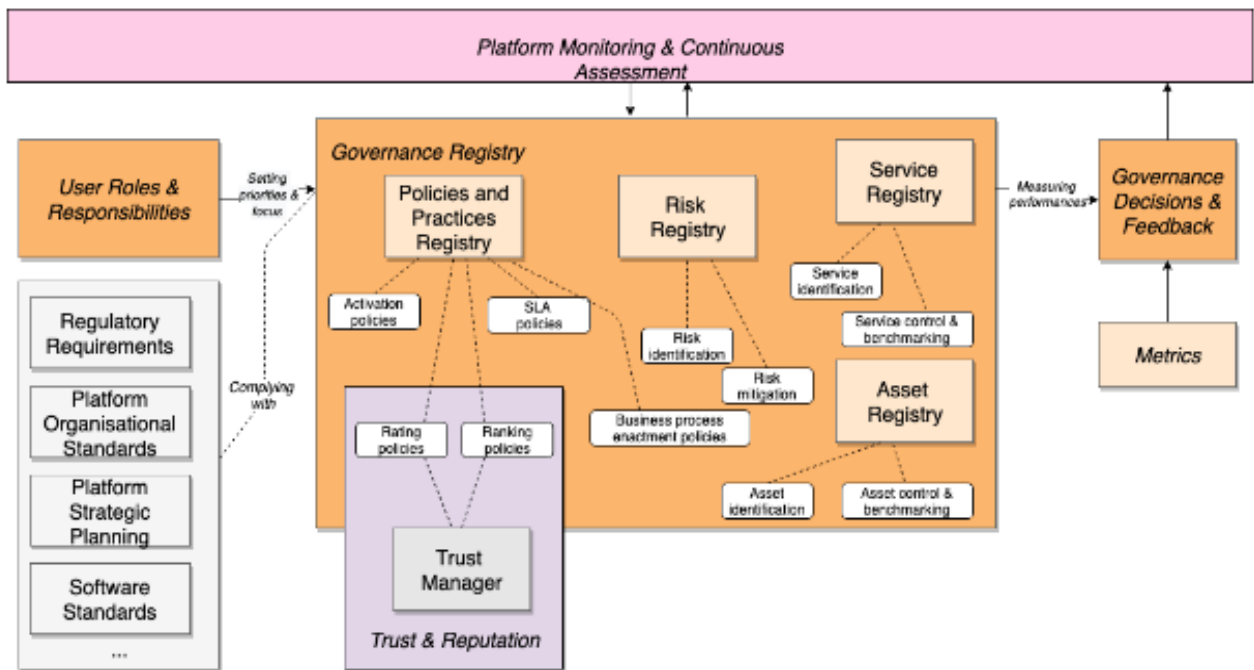 Platform Monitoring & Continuous
Assessment
User Roles &
Responsibilities
Setting
priorities &
focus
Regulatory
Requirements
Platform
Organisational
Standards
Platform
Strategic
Planning
Software
Standards
...
Complying
with
Governance Registry
Policies and
Practices
Registry
Activation
policies
SLA
policies
Rating
policies
Ranking
policies
Business process
enactment policies
Trust
Manager
Trust & Reputation
Risk
Registry
Risk
identification
Risk
mitigation
Service
Registry
Service
identification
Service control &
benchmarking
Asset
Registry
Asset
identification
Asset control &
benchmarking
Measuring
performances
Governance
Decisions &
Feedback
Metrics